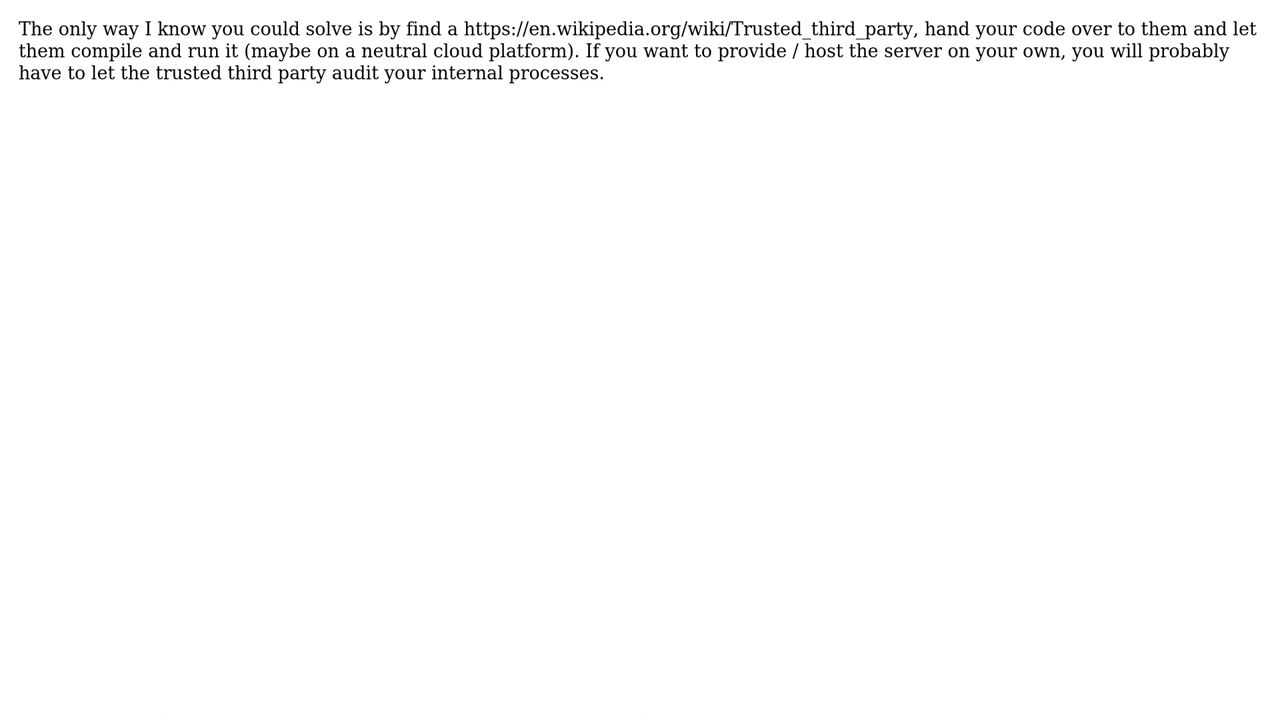 The only way I know you could solve is by find a https://en.wikipedia.org/wiki/Trusted_third_party, hand your code over to them and let
them compile and run it (maybe on a neutral cloud platform). If you want to provide / host the server on your own, you will probably
have to let the trusted third party audit your internal processes.